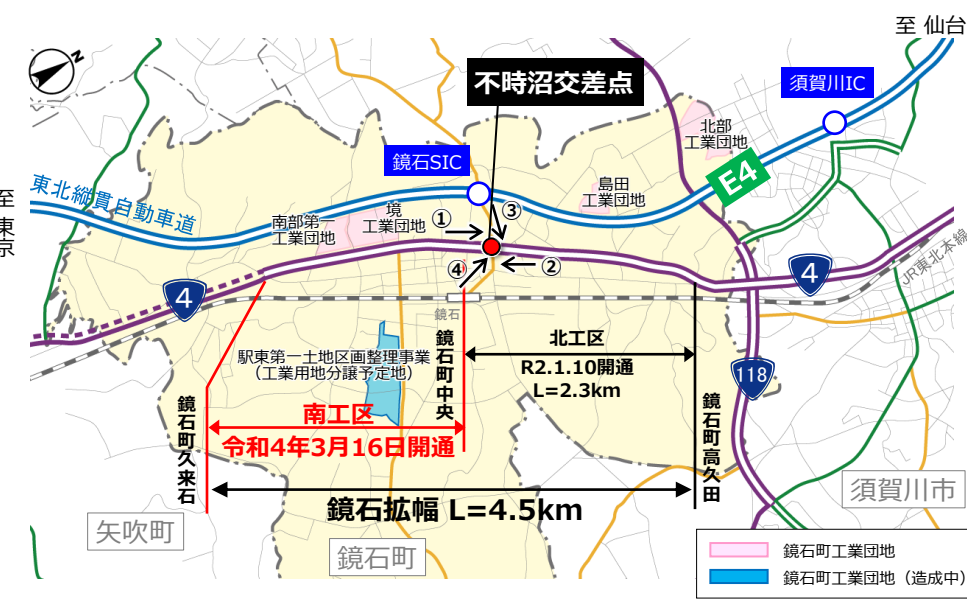 至 仙台
N
不時沼交差点
須賀川IC
北部
工業団地
鏡石SIC
E4
島田
工業団地
至 東京
東北縦貫自動車道
南部第一
工業団地
境
工業団地
①
③
②
④
4
4
JR東北本線
鏡石
駅東第一土地区画整理事業
（工業用地分譲予定地）
鏡石町中央
北工区
R2.1.10開通
L=2.3km
118
鏡石町久来石
南工区
令和4年3月16日開通
鏡石町高久田
鏡石拡幅 L=4.5km
須賀川市
矢吹町
鏡石町
鏡石町工業団地
鏡石町工業団地（造成中）